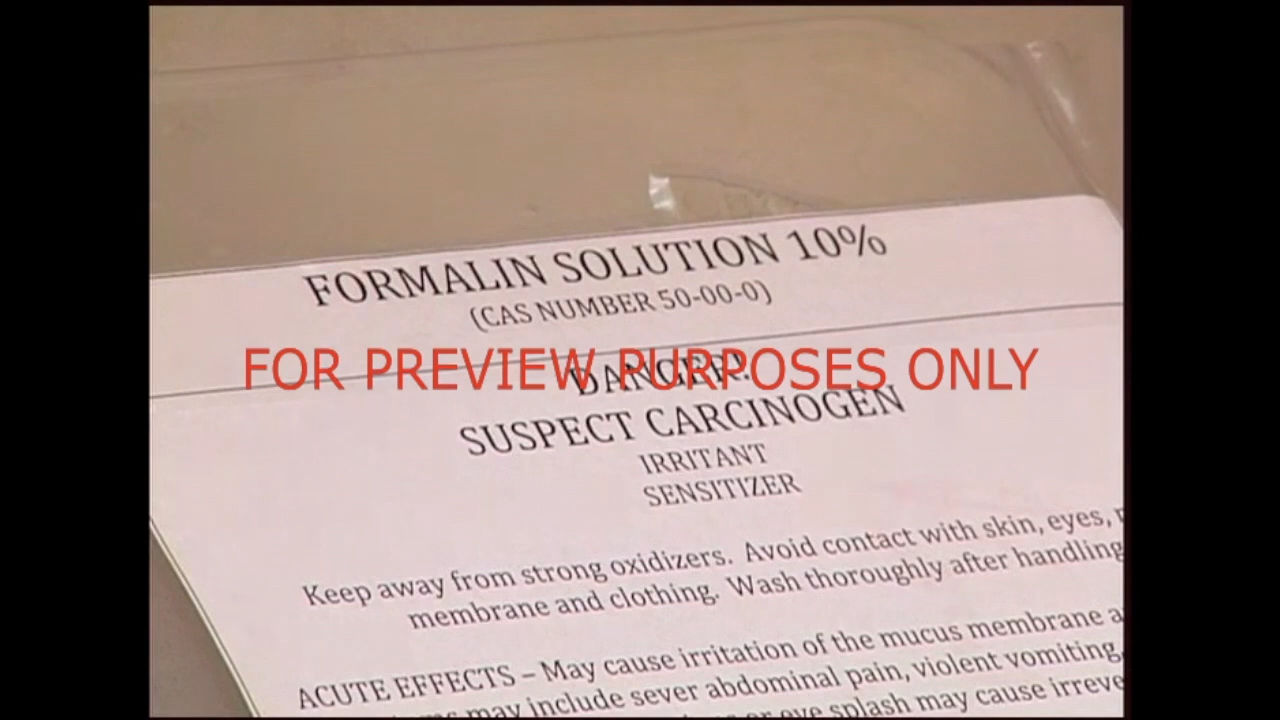 FORMALIN SOLUTION 10%
(CAS NUMBER 50-00-0)
DANGER!
FOR PREVIEW PURPOSES ONLY
SUSPECT CARCINOGEN
IRRITANT
SENSITIZER
Keep away from strong oxidizers. Avoid contact with skin, eyes,
membrane and clothing. Wash thoroughly after handling
ACUTE EFFECTS – May cause irritation of the mucus membrane
may include sever abdominal pain, violent vomiting,
or eye splash may cause